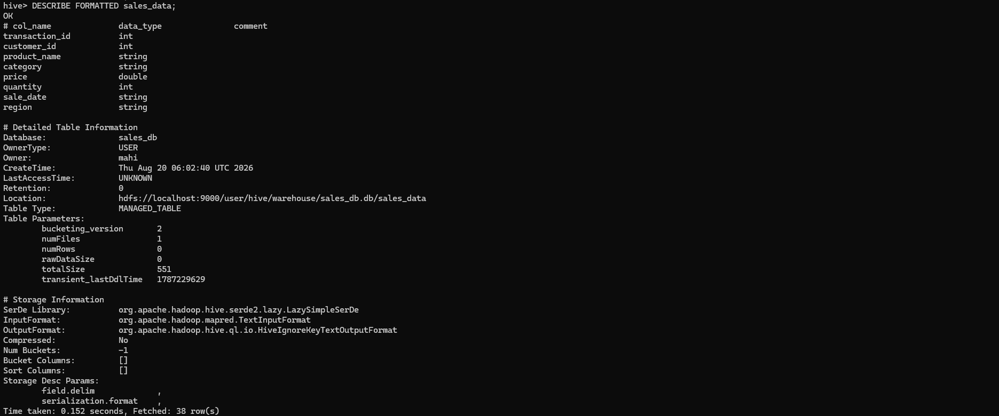 hive> DESCRIBE FORMATTED sales_data;
OK
# col_name              data_type               comment
transaction_id          int
customer_id             int
product_name            string
category                string
price                   double
quantity                int
sale_date               string
region                  string

# Detailed Table Information
Database:               sales_db
OwnerType:              USER
Owner:                  mahi
CreateTime:             Thu Aug 20 06:02:40 UTC 2026
LastAccessTime:         UNKNOWN
Retention:              0
Location:               hdfs://localhost:9000/user/hive/warehouse/sales_db.db/sales_data
Table Type:             MANAGED_TABLE
Table Parameters:
        bucketing_version       2
        numFiles                1
        numRows                 0
        rawDataSize             0
        totalSize               551
        transient_lastDdlTime   1787229629

# Storage Information
SerDe Library:          org.apache.hadoop.hive.serde2.lazy.LazySimpleSerDe
InputFormat:            org.apache.hadoop.mapred.TextInputFormat
OutputFormat:           org.apache.hadoop.hive.ql.io.HiveIgnoreKeyTextOutputFormat
Compressed:             No
Num Buckets:            -1
Bucket Columns:         []
Sort Columns:           []
Storage Desc Params:
        field.delim             ,
        serialization.format    ,
Time taken: 0.152 seconds, Fetched: 38 row(s)